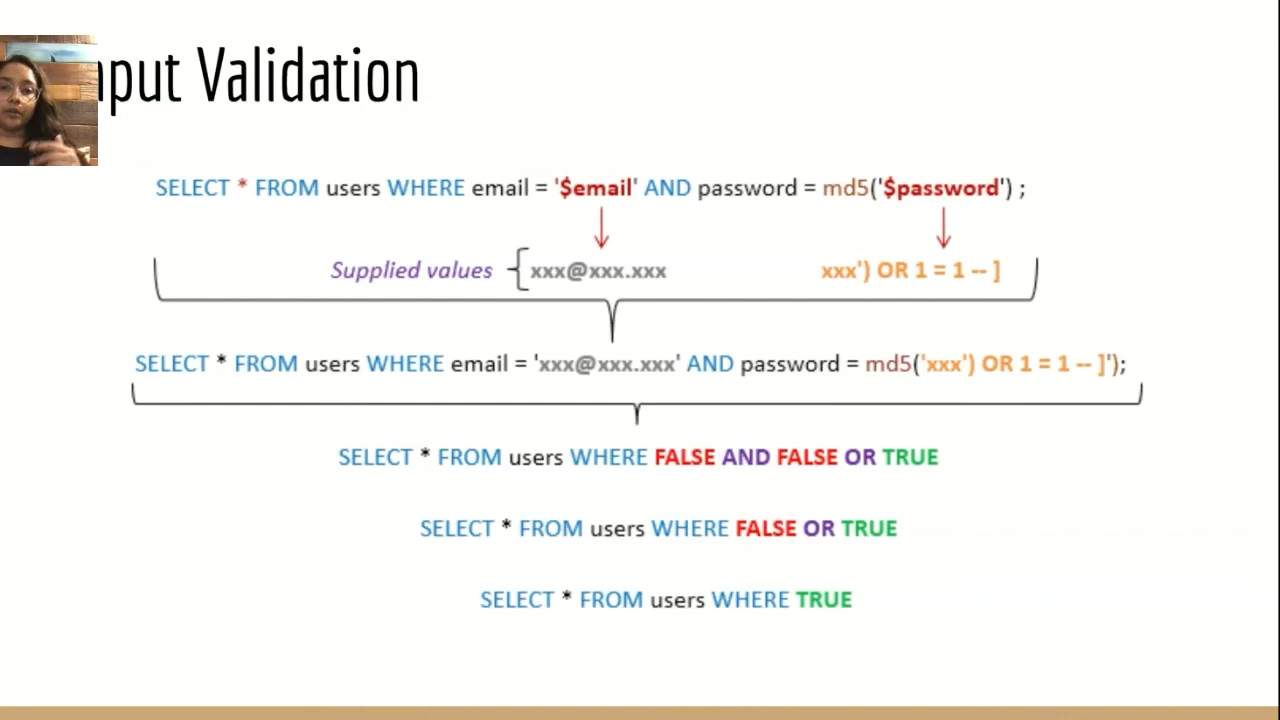 nput Validation
SELECT * FROM users WHERE email = '$email' AND password = md5('$password') ;
Supplied values xxx@xxx.xxx xxx') OR 1 = 1 -- ]
SELECT * FROM users WHERE email = 'xxx@xxx.xxx' AND password = md5('xxx') OR 1 = 1 -- ]');
SELECT * FROM users WHERE FALSE AND FALSE OR TRUE
SELECT * FROM users WHERE FALSE OR TRUE
SELECT * FROM users WHERE TRUE